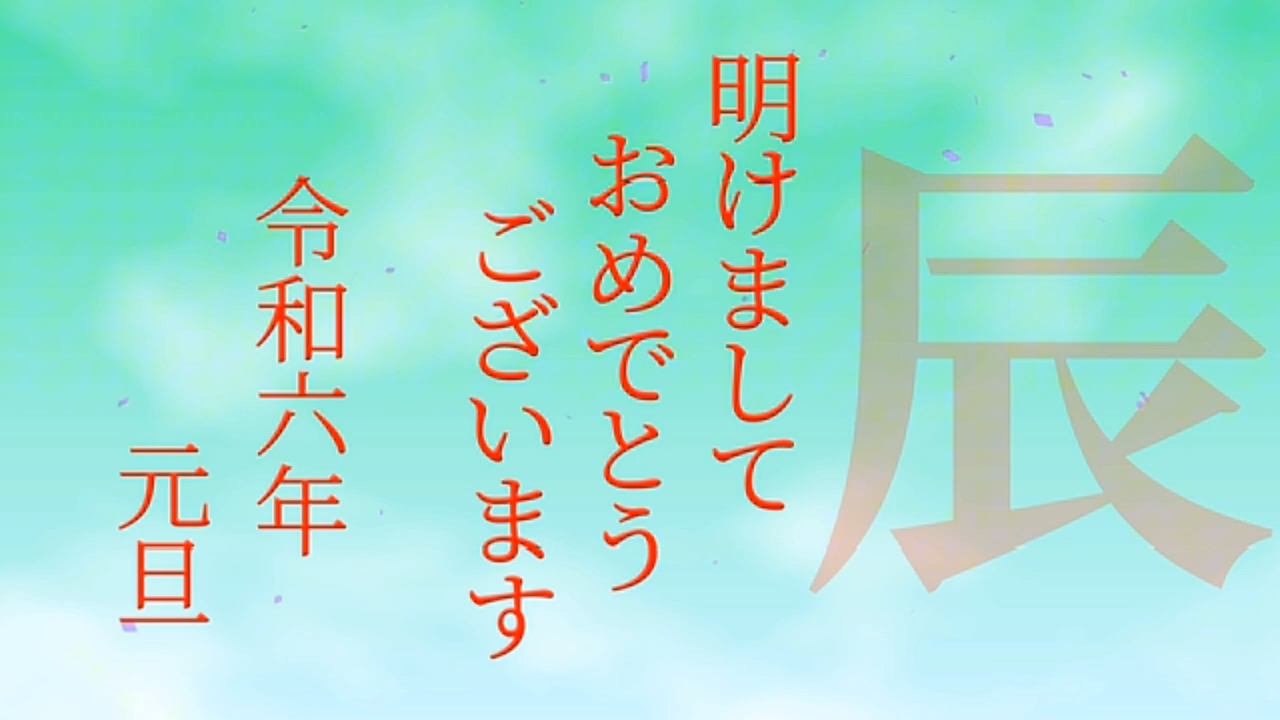 辰
明けまして
おめでとう
ございます
令和六年
元旦